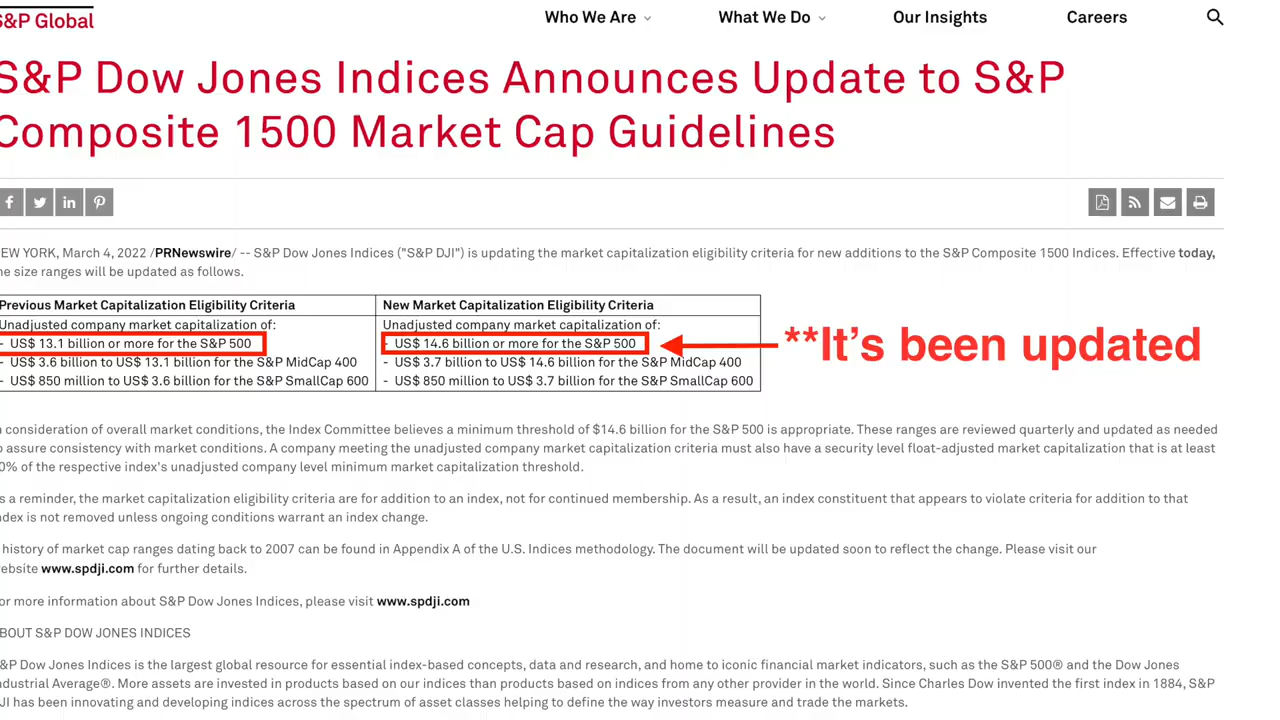 S&P Global
Who We Are
What We Do
Our Insights
Careers
S&P Dow Jones Indices Announces Update to S&P
Composite 1500 Market Cap Guidelines
EW YORK, March 4, 2022 /PRNewswire/ -- S&P Dow Jones Indices ("S&P DJI") is updating the market capitalization eligibility criteria for new additions to the S&P Composite 1500 Indices. Effective today,
he size ranges will be updated as follows.
Previous Market Capitalization Eligibility Criteria
New Market Capitalization Eligibility Criteria
Unadjusted company market capitalization of:
Unadjusted company market capitalization of:
- US$ 13.1 billion or more for the S&P 500
- US$ 14.6 billion or more for the S&P 500
**It's been updated
- US$ 3.6 billion to US$ 13.1 billion for the S&P MidCap 400
- US$ 3.7 billion to US$ 14.6 billion for the S&P MidCap 400
- US$ 850 million to US$ 3.6 billion for the S&P SmallCap 600
- US$ 850 million to US$ 3.7 billion for the S&P SmallCap 600
n consideration of overall market conditions, the Index Committee believes a minimum threshold of $14.6 billion for the S&P 500 is appropriate. These ranges are reviewed quarterly and updated as needed
o assure consistency with market conditions. A company meeting the unadjusted company market capitalization criteria must also have a security level float-adjusted market capitalization that is at least
0% of the respective index's unadjusted company level minimum market capitalization threshold.
s a reminder, the market capitalization eligibility criteria are for addition to an index, not for continued membership. As a result, an index constituent that appears to violate criteria for addition to that
ndex is not removed unless ongoing conditions warrant an index change.
history of market cap ranges dating back to 2007 can be found in Appendix A of the U.S. Indices methodology. The document will be updated soon to reflect the change. Please visit our
ebsite www.spdji.com for further details.
or more information about S&P Dow Jones Indices, please visit www.spdji.com
BOUT S&P DOW JONES INDICES
&P Dow Jones Indices is the largest global resource for essential index-based concepts, data and research, and home to iconic financial market indicators, such as the S&P 500® and the Dow Jones
ndustrial Average®. More assets are invested in products based on our indices than products based on indices from any other provider in the world. Since Charles Dow invented the first index in 1884, S&P
JI has been innovating and developing indices across the spectrum of asset classes helping to define the way investors measure and trade the markets.